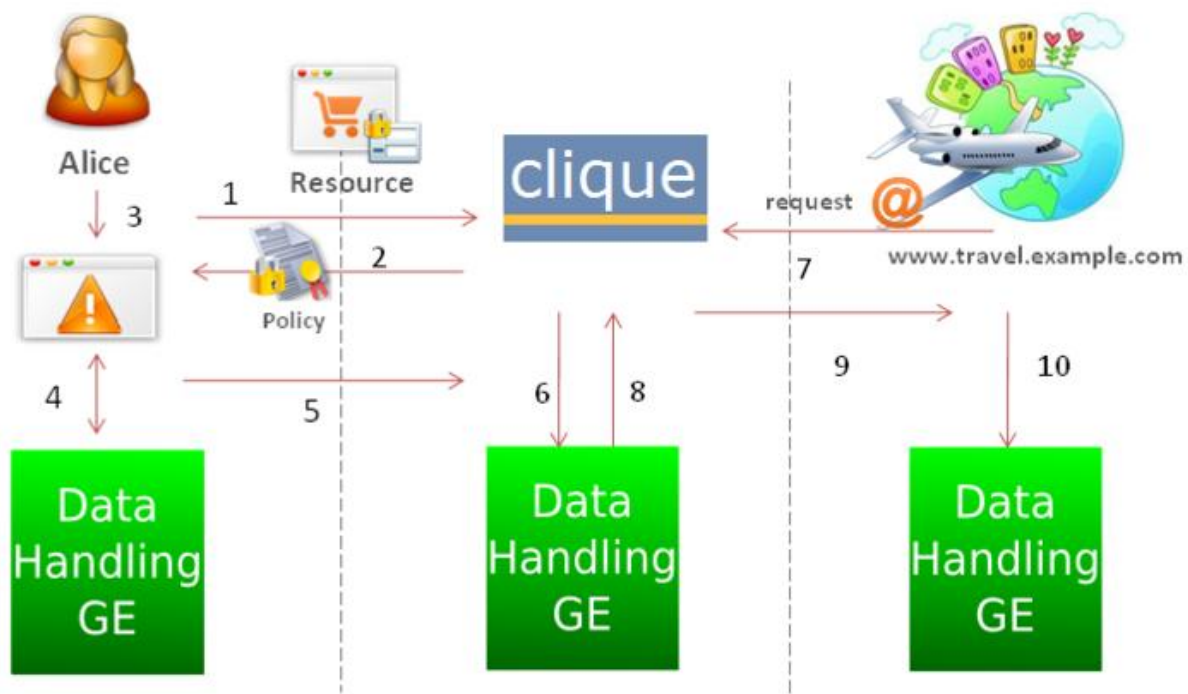 Alice
3
1
Resource
2
Policy
clique
request
@
www.travel.example.com
7
4
5
6
8
9
10
Data
Handling
GE
Data
Handling
GE
Data
Handling
GE